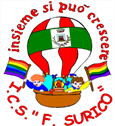 insieme si può crescere
I.C.S. "F. SURICO"